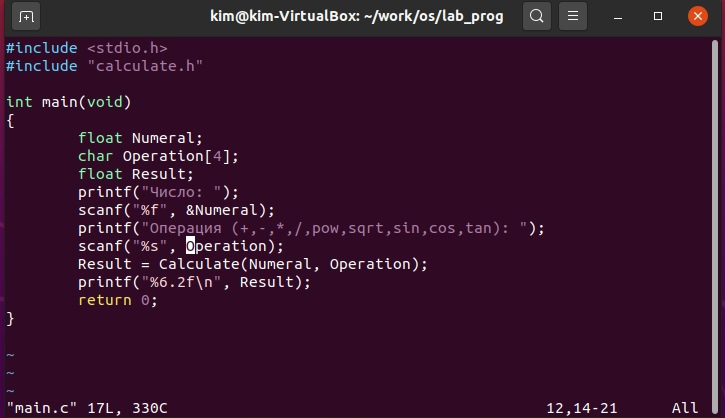 kim@kim-VirtualBox: ~/work/os/lab_prog
#include <stdio.h>
#include "calculate.h"
int main(void)
{
float Numeral;
char Operation[4];
float Result;
printf("Число: ");
scanf("%f", &Numeral);
printf("Операция (+,-,*,/,pow,sqrt,sin,cos,tan): ");
scanf("%s", Operation);
Result = Calculate(Numeral, Operation);
printf("%6.2f\n", Result);
return 0;
}
~
~
~
"main.c" 17L, 330C 12,14-21 All